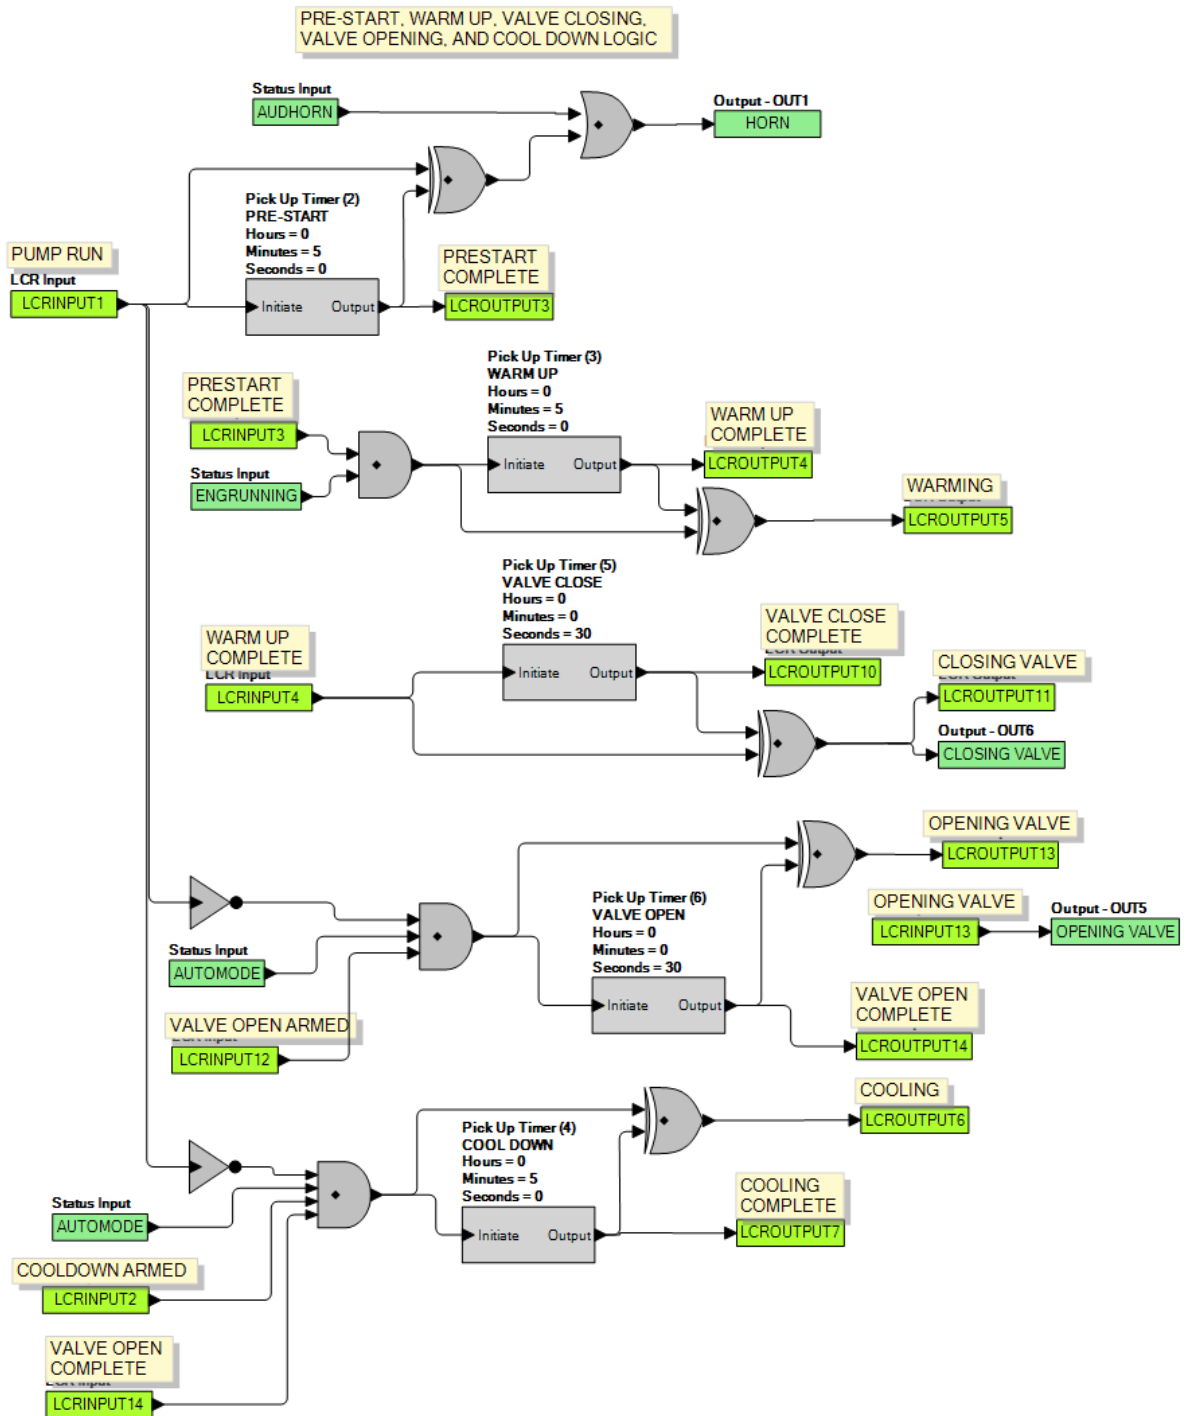 PRE-START, WARM UP, VALVE CLOSING,
VALVE OPENING, AND COOL DOWN LOGIC
Status Input
AUDHORN
Output - OUT1
HORN
Pick Up Timer (2)
PRE-START
Hours = 0
Minutes = 5
Seconds = 0
Initiate Output
PUMP RUN
LCR Input
LCRINPUT1
PRESTART
COMPLETE
LCROUTPUT3
PRESTART
COMPLETE
LCRINPUT3
Status Input
ENGRUNNING
Pick Up Timer (3)
WARM UP
Hours = 0
Minutes = 5
Seconds = 0
Initiate Output
WARM UP
COMPLETE
LCROUTPUT4
WARMING
LCROUTPUT5
Pick Up Timer (5)
VALVE CLOSE
Hours = 0
Minutes = 0
Seconds = 30
Initiate Output
WARM UP
COMPLETE
LCR Input
LCRINPUT4
VALVE CLOSE
COMPLETE
LCR Output
LCROUTPUT10
CLOSING VALVE
LCR Output
LCROUTPUT11
Output - OUT6
CLOSING VALVE
OPENING VALVE
LCROUTPUT13
OPENING VALVE
LCRINPUT13
Output - OUT5
OPENING VALVE
Pick Up Timer (6)
VALVE OPEN
Hours = 0
Minutes = 0
Seconds = 30
Initiate Output
Status Input
AUTOMODE
VALVE OPEN ARMED
LCRINPUT12
VALVE OPEN
COMPLETE
LCROUTPUT14
COOLING
LCROUTPUT6
Pick Up Timer (4)
COOL DOWN
Hours = 0
Minutes = 5
Seconds = 0
Initiate Output
COOLING
COMPLETE
LCROUTPUT7
Status Input
AUTOMODE
COOLDOWN ARMED
LCRINPUT2
VALVE OPEN
COMPLETE
LCRINPUT14